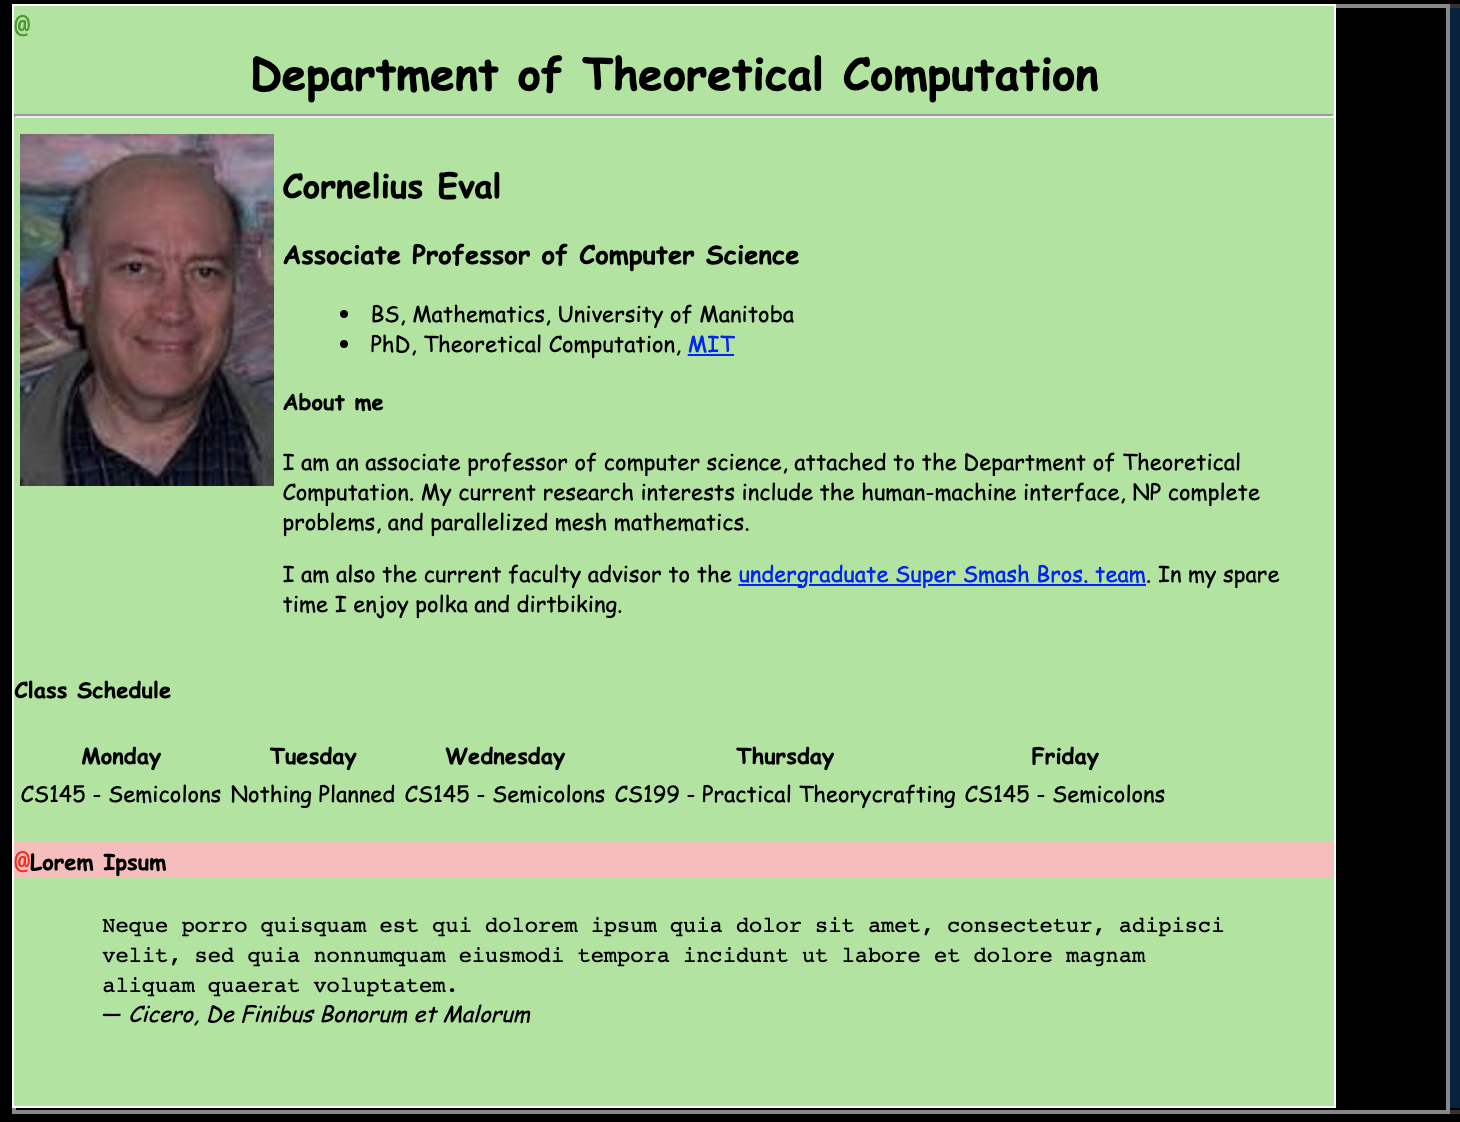 @
Department of Theoretical Computation
Cornelius Eval
Associate Professor of Computer Science
• BS, Mathematics, University of Manitoba
• PhD, Theoretical Computation, MIT
About me
I am an associate professor of computer science, attached to the Department of Theoretical
Computation. My current research interests include the human-machine interface, NP complete
problems, and parallelized mesh mathematics.
I am also the current faculty advisor to the undergraduate Super Smash Bros. team. In my spare
time I enjoy polka and dirtbiking.
Class Schedule
Monday Tuesday Wednesday Thursday Friday
CS145 - Semicolons Nothing Planned CS145 - Semicolons CS199 - Practical Theorycrafting CS145 - Semicolons
@Lorem Ipsum
Neque porro quisquam est qui dolorem ipsum quia dolor sit amet, consectetur, adipisci
velit, sed quia nonnumquam eiusmodi tempora incidunt ut labore et dolore magnam
aliquam quaerat voluptatem.
— Cicero, De Finibus Bonorum et Malorum